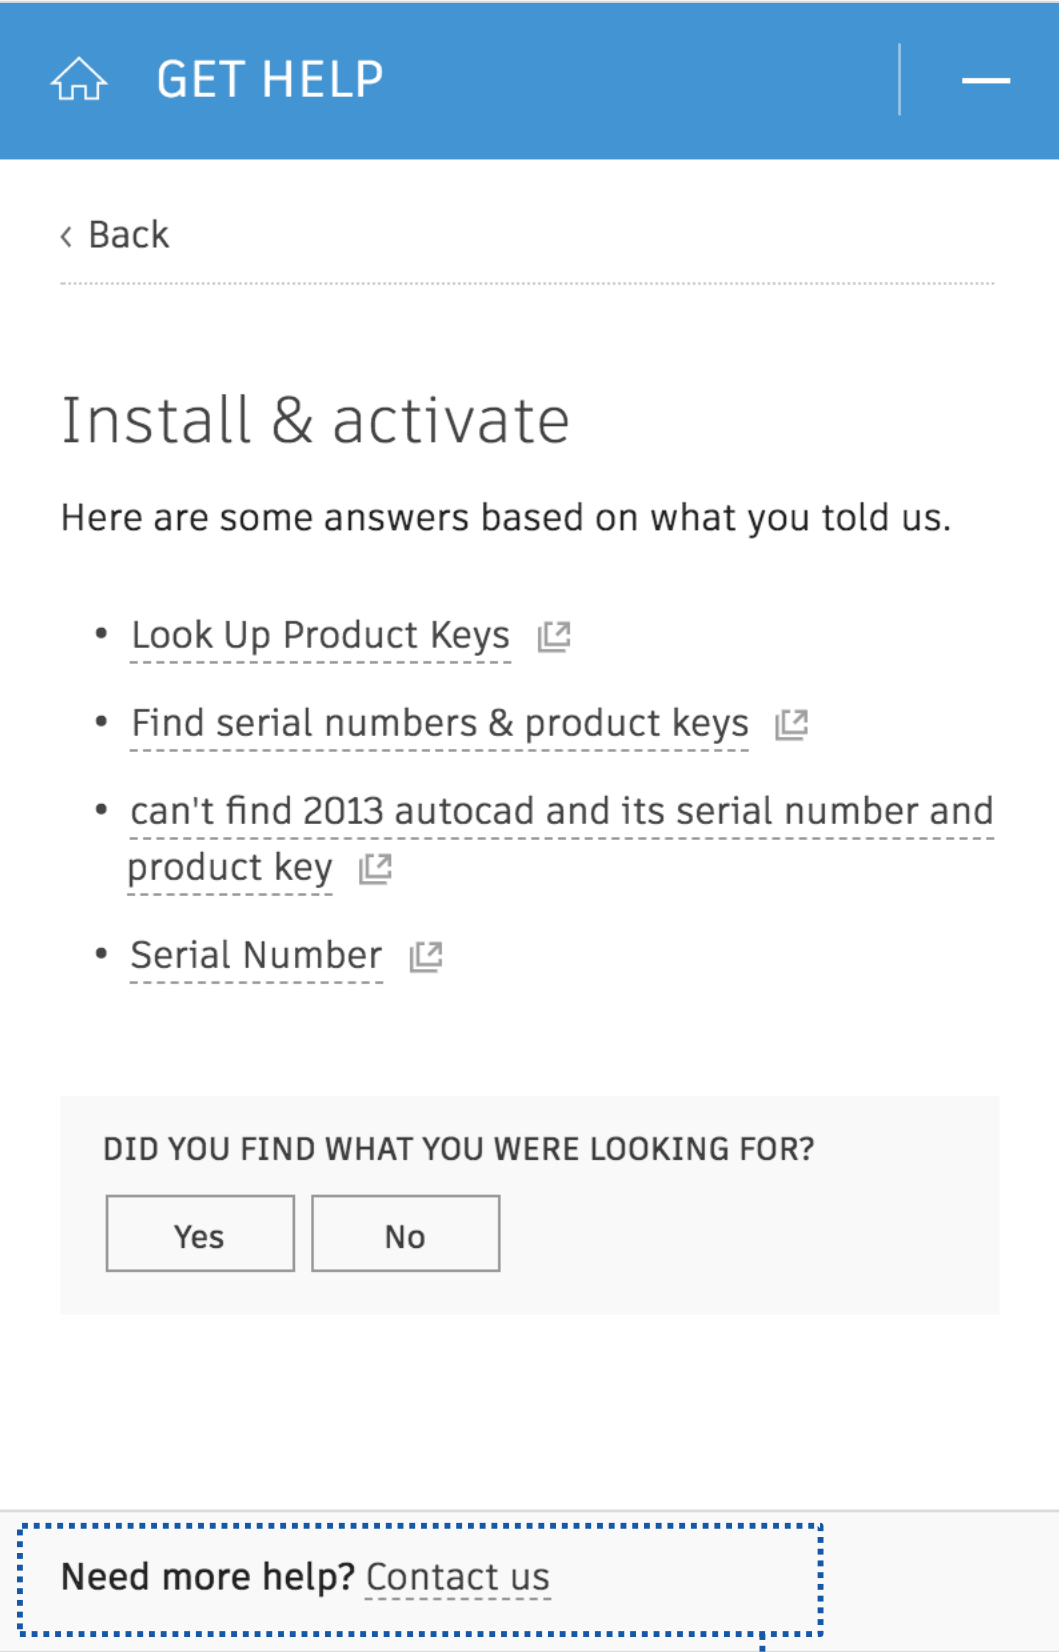 GET HELP
‹ Back
Install & activate
Here are some answers based on what you told us.
• Look Up Product Keys
• Find serial numbers & product keys
• can't find 2013 autocad and its serial number and
product key
• Serial Number
DID YOU FIND WHAT YOU WERE LOOKING FOR?
Yes No
Need more help? Contact us